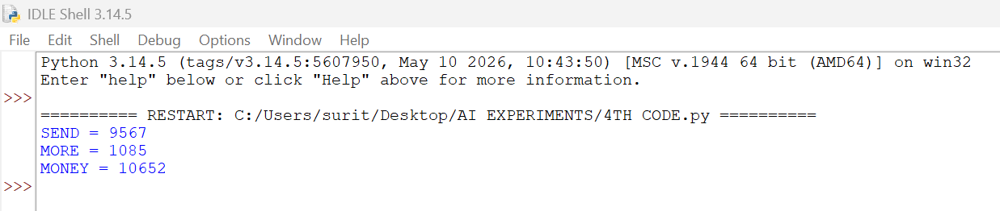 IDLE Shell 3.14.5
File Edit Shell Debug Options Window Help
Python 3.14.5 (tags/v3.14.5:5607950, May 10 2026, 10:43:50) [MSC v.1944 64 bit (AMD64)] on win32
Enter "help" below or click "Help" above for more information.
>>>
========== RESTART: C:/Users/surit/Desktop/AI EXPERIMENTS/4TH CODE.py ==========
SEND = 9567
MORE = 1085
MONEY = 10652
>>>